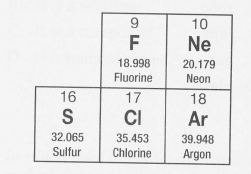 9 10
F Ne
18.998 20.179
Fluorine Neon
16 17 18
S Cl Ar
32.065 35.453 39.948
Sulfur Chlorine Argon